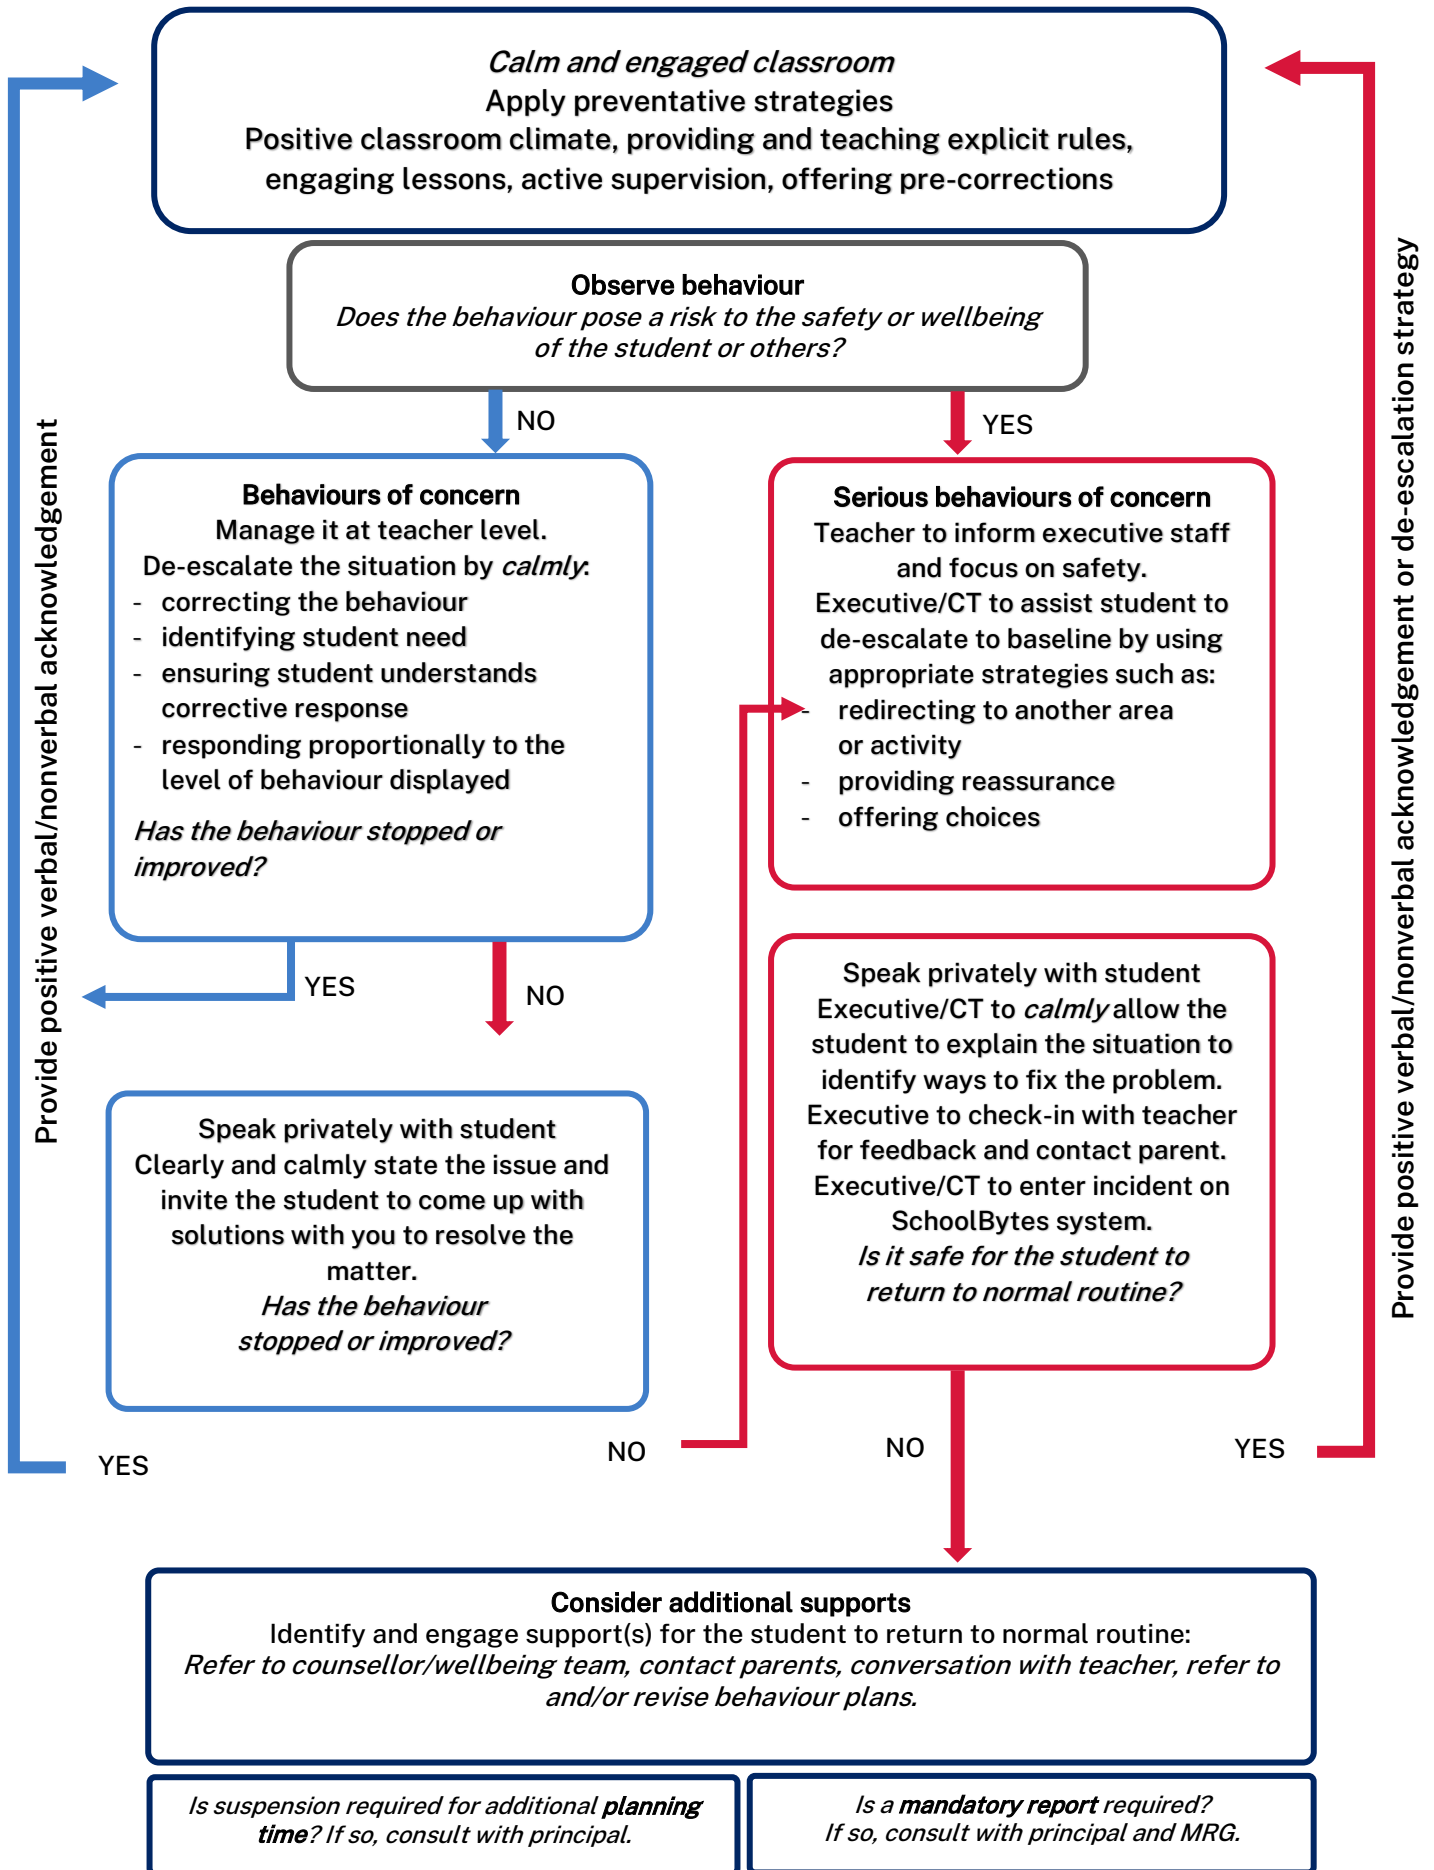 Calm and engaged classroom
Apply preventative strategies
Positive classroom climate, providing and teaching explicit rules,
engaging lessons, active supervision, offering pre-corrections
Observe behaviour
Does the behaviour pose a risk to the safety or wellbeing
of the student or others?
NO
YES
Behaviours of concern
Manage it at teacher level.
De-escalate the situation by calmly:
- correcting the behaviour
- identifying student need
- ensuring student understands
corrective response
- responding proportionally to the
level of behaviour displayed
Has the behaviour stopped or
improved?
Serious behaviours of concern
Teacher to inform executive staff
and focus on safety.
Executive/CT to assist student to
de-escalate to baseline by using
appropriate strategies such as:
- redirecting to another area
or activity
- providing reassurance
- offering choices
YES
NO
Speak privately with student
Clearly and calmly state the issue and
invite the student to come up with
solutions with you to resolve the
matter.
Has the behaviour
stopped or improved?
Speak privately with student
Executive/CT to calmly allow the
student to explain the situation to
identify ways to fix the problem.
Executive to check-in with teacher
for feedback and contact parent.
Executive/CT to enter incident on
SchoolBytes system.
Is it safe for the student to
return to normal routine?
YES
NO
NO
YES
Provide positive verbal/nonverbal acknowledgement
Provide positive verbal/nonverbal acknowledgement or de-escalation strategy
Consider additional supports
Identify and engage support(s) for the student to return to normal routine:
Refer to counsellor/wellbeing team, contact parents, conversation with teacher, refer to
and/or revise behaviour plans.
Is suspension required for additional planning
time? If so, consult with principal.
Is a mandatory report required?
If so, consult with principal and MRG.